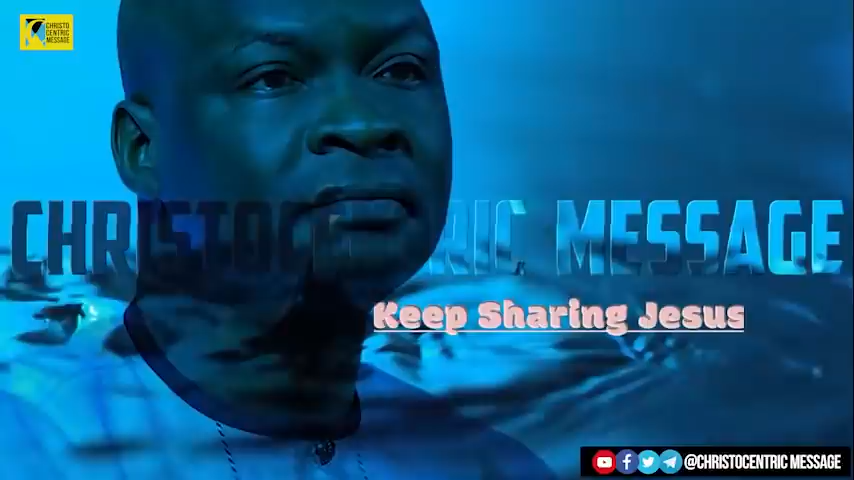 CHRISTO
CENTRIC
MESSAGE
CHRISTOCENTRIC MESSAGE
Keep Sharing Jesus
@CHRISTOCENTRIC MESSAGE